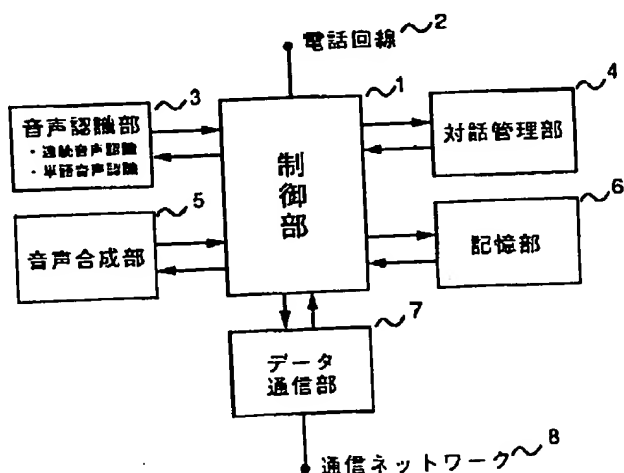 電話回線 2
1
3
音声認識部
・連続音声認識
・単語音声認識
4
対話管理部
制御部
5
音声合成部
6
記憶部
7
データ
通信部
通信ネットワーク 8